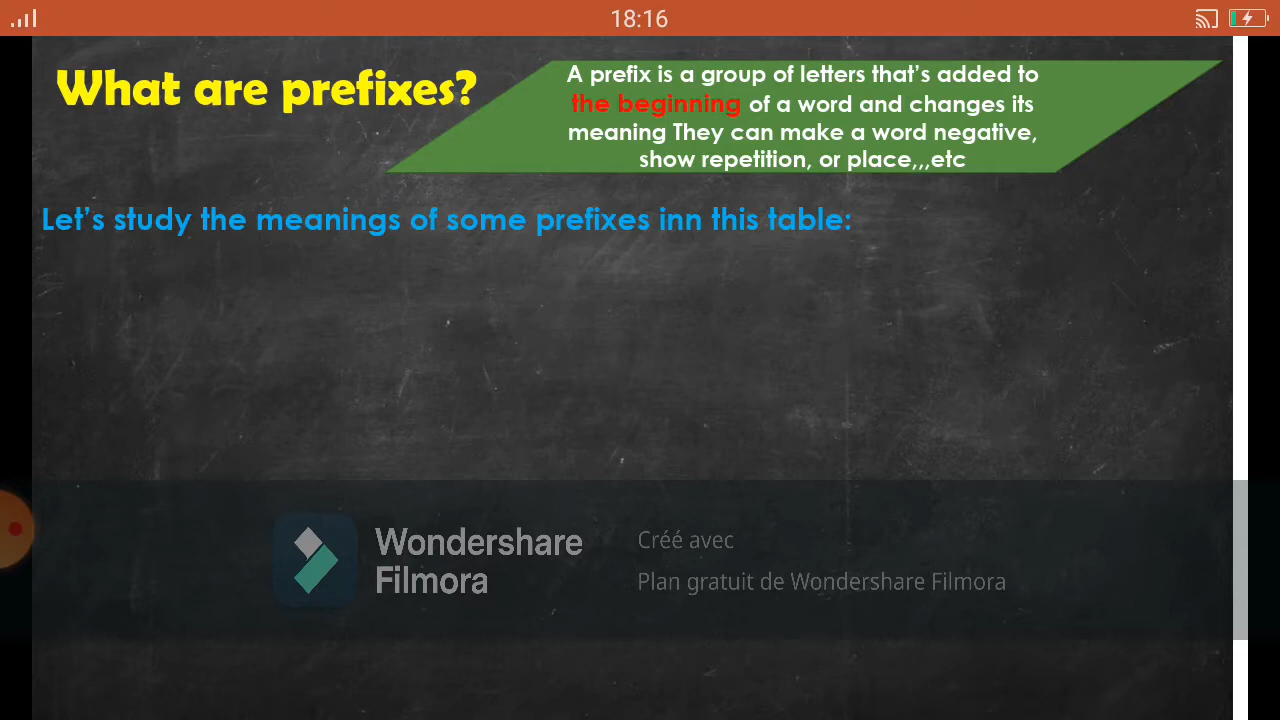 18:16
What are prefixes?
A prefix is a group of letters that's added to
the beginning of a word and changes its
meaning They can make a word negative,
show repetition, or place,,,etc
Let's study the meanings of some prefixes inn this table:
Wondershare
Filmora
Créé avec
Plan gratuit de Wondershare Filmora